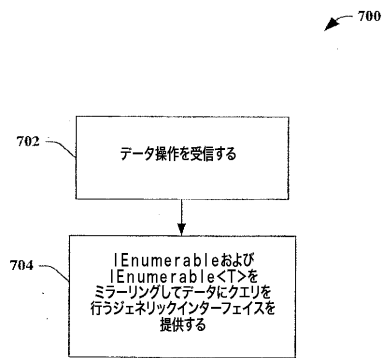 700
702
データ操作を受信する
704
IEnumerableおよび
IEnumerable<T>を
ミラーリングしてデータにクエリを
行うジェネリックインターフェイスを
提供する